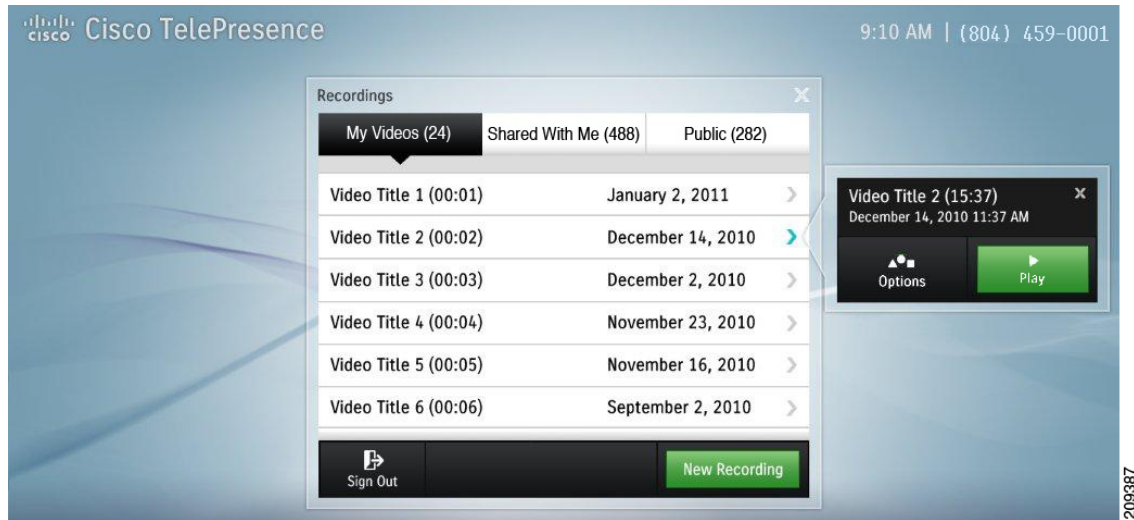 cisco Cisco TelePresence
9:10 AM | (804) 459-0001
Recordings X
My Videos (24) Shared With Me (488) Public (282)
Video Title 1 (00:01) January 2, 2011
Video Title 2 (00:02) December 14, 2010
Video Title 3 (00:03) December 2, 2010
Video Title 4 (00:04) November 23, 2010
Video Title 5 (00:05) November 16, 2010
Video Title 6 (00:06) September 2, 2010
Sign Out
New Recording
Video Title 2 (15:37) X
December 14, 2010 11:37 AM
Options
Play
209387